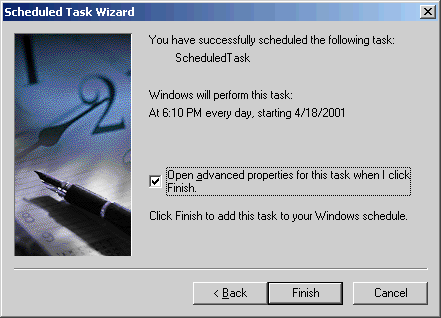 Scheduled Task Wizard
You have successfully scheduled the following task:
ScheduledTask
Windows will perform this task:
At 6:10 PM every day, starting 4/18/2001
Open advanced properties for this task when I click
Finish.
Click Finish to add this task to your Windows schedule.
< Back
Finish
Cancel
2